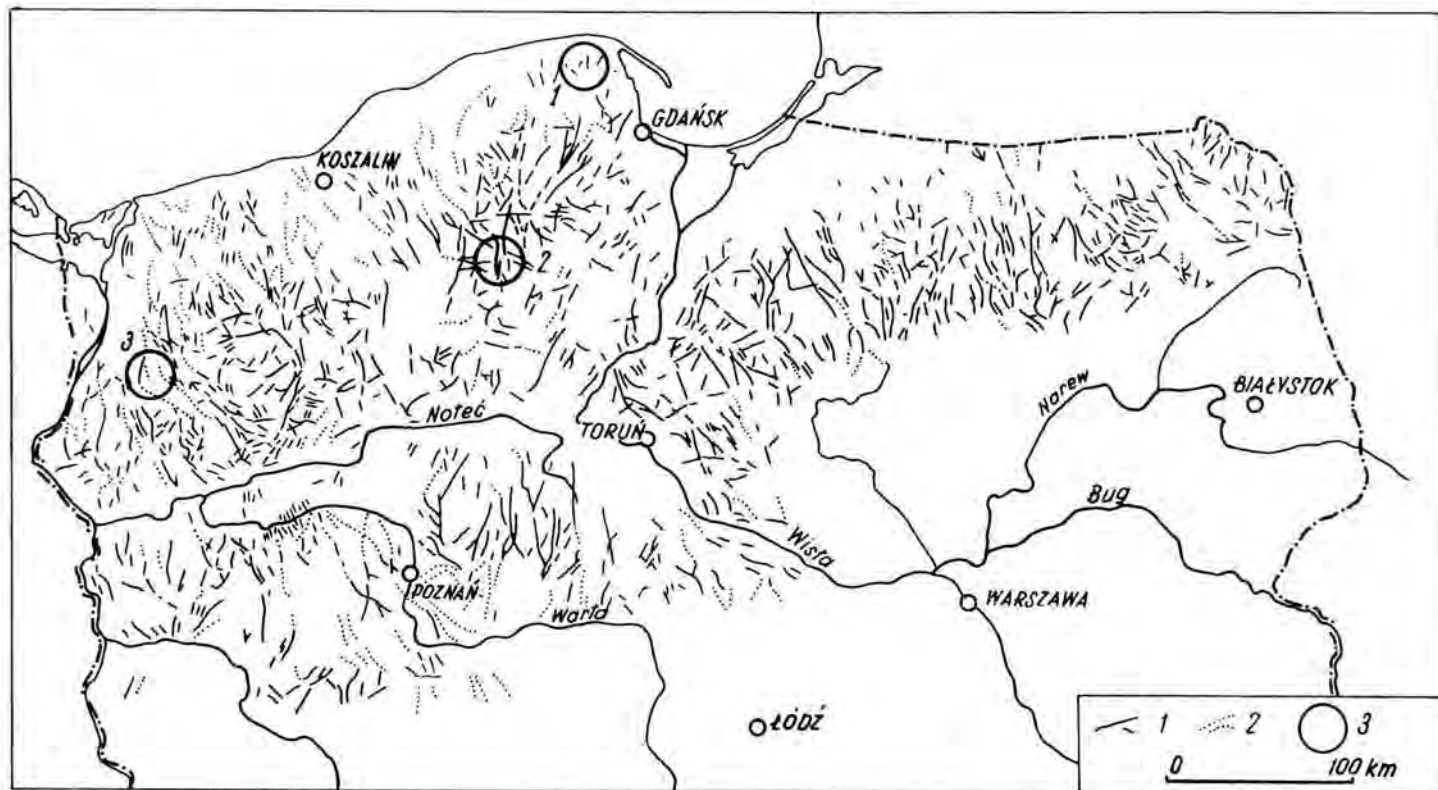 GDAŃSK
KOSZALIN
2
3
Noteć
TORUŃ
Narew
BIAŁYSTOK
Bug
Wisła
POZNAŃ
WARSZAWA
Warta
ŁÓDŹ
1 2 3
0 100 km